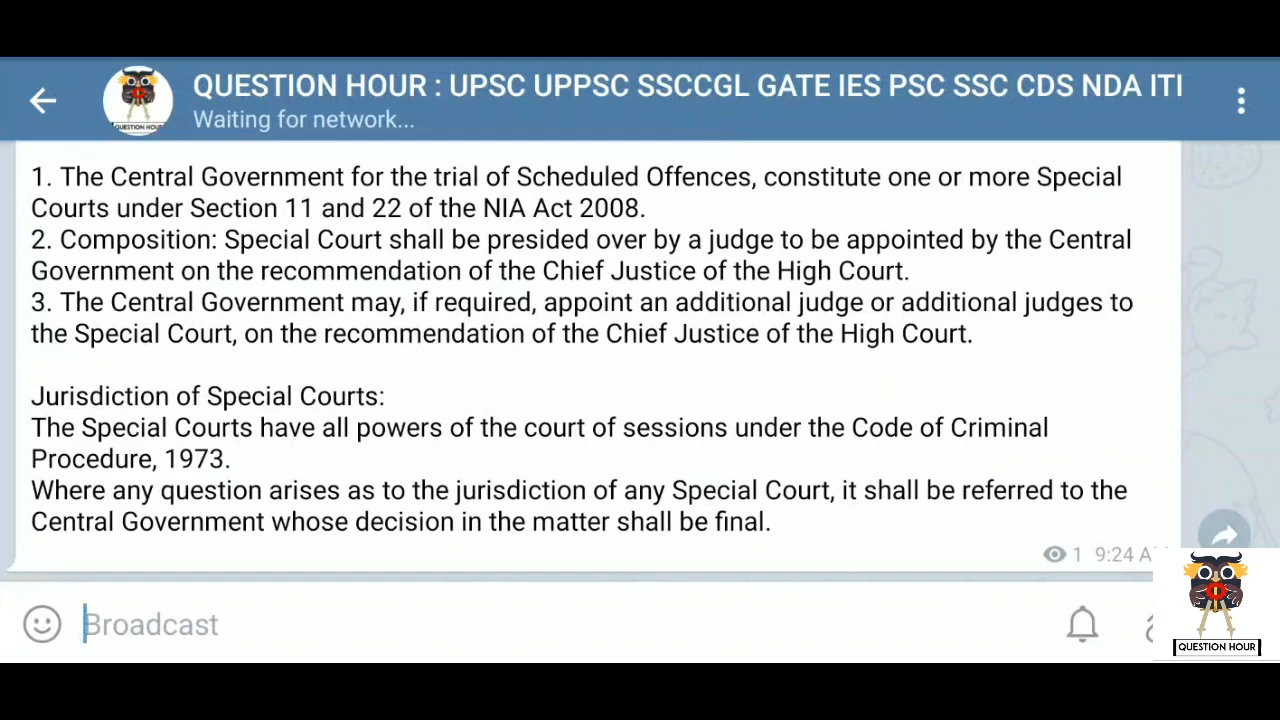 QUESTION HOUR : UPSC UPPSC SSCCGL GATE IES PSC SSC CDS NDA ITI
Waiting for network...
QUESTION HOUR
1. The Central Government for the trial of Scheduled Offences, constitute one or more Special
Courts under Section 11 and 22 of the NIA Act 2008.
2. Composition: Special Court shall be presided over by a judge to be appointed by the Central
Government on the recommendation of the Chief Justice of the High Court.
3. The Central Government may, if required, appoint an additional judge or additional judges to
the Special Court, on the recommendation of the Chief Justice of the High Court.
Jurisdiction of Special Courts:
The Special Courts have all powers of the court of sessions under the Code of Criminal
Procedure, 1973.
Where any question arises as to the jurisdiction of any Special Court, it shall be referred to the
Central Government whose decision in the matter shall be final.
1 9:24 A
Broadcast
QUESTION HOUR